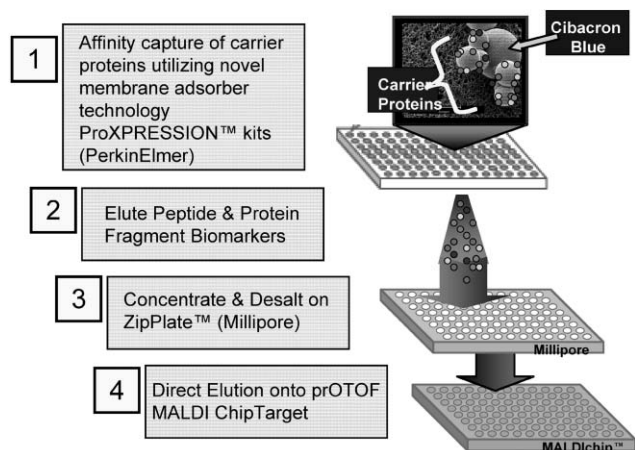 1
Affinity capture of carrier
proteins utilizing novel
membrane adsorber
technology
ProXPRESSION™ kits
(PerkinElmer)
Cibacron
Blue
Carrier
Proteins
2
Elute Peptide & Protein
Fragment Biomarkers
3
Concentrate & Desalt on
ZipPlate™ (Millipore)
Millipore
4
Direct Elution onto prOTOF
MALDI ChipTarget
MALDIchip™